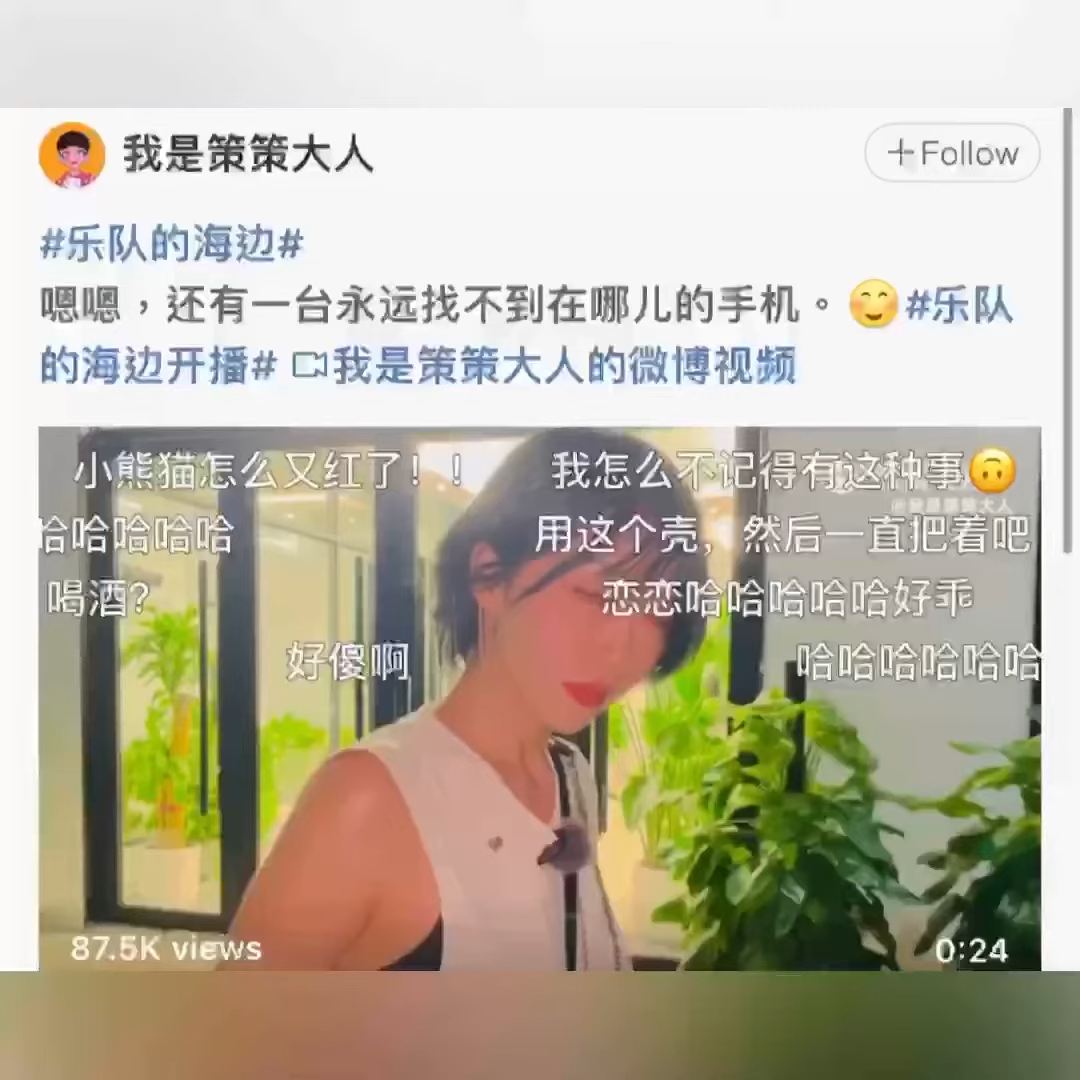 我是策策大人
+Follow
#乐队的海边#
嗯嗯，还有一台永远找不到在哪儿的手机。😊#乐队
的海边开播# 我是策策大人的微博视频
小熊猫怎么又红了！！ 我怎么不记得有这种事🙃
哈哈哈哈哈 用这个壳，然后一直把着吧
喝酒？ 恋恋哈哈哈哈哈好乖
好傻啊 哈哈哈哈哈哈
87.5K views 0:24